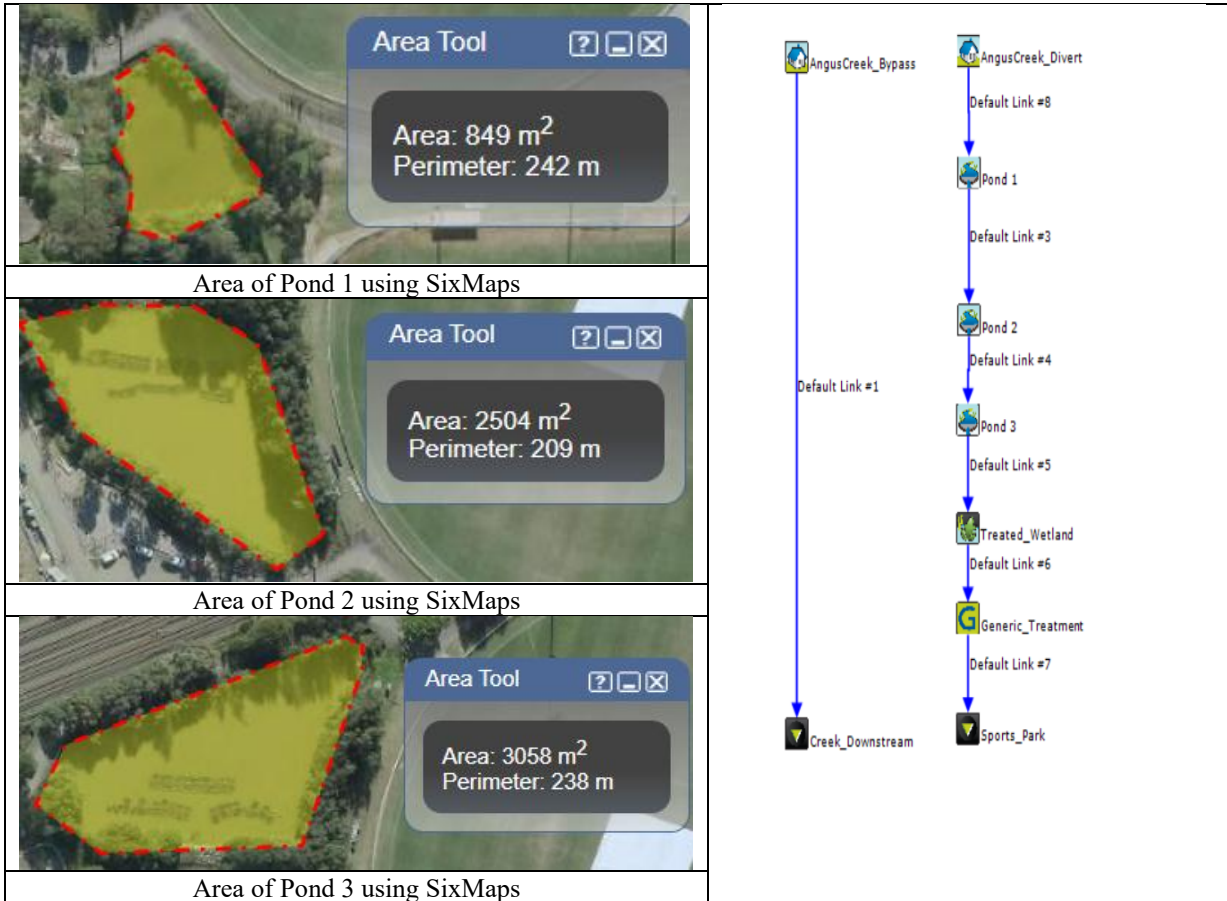 Area Tool
Area: 849 m²
Perimeter: 242 m
Area of Pond 1 using SixMaps
Area Tool
Area: 2504 m²
Perimeter: 209 m
Area of Pond 2 using SixMaps
Area Tool
Area: 3058 m²
Perimeter: 238 m
Area of Pond 3 using SixMaps
AngusCreek_Bypass
Default Link #1
Creek_Downstream
AngusCreek_Divert
Default Link #8
Pond 1
Default Link #3
Pond 2
Default Link #4
Pond 3
Default Link #5
Treated_Wetland
Default Link #6
G
Generic_Treatment
Default Link #7
Sports_Park